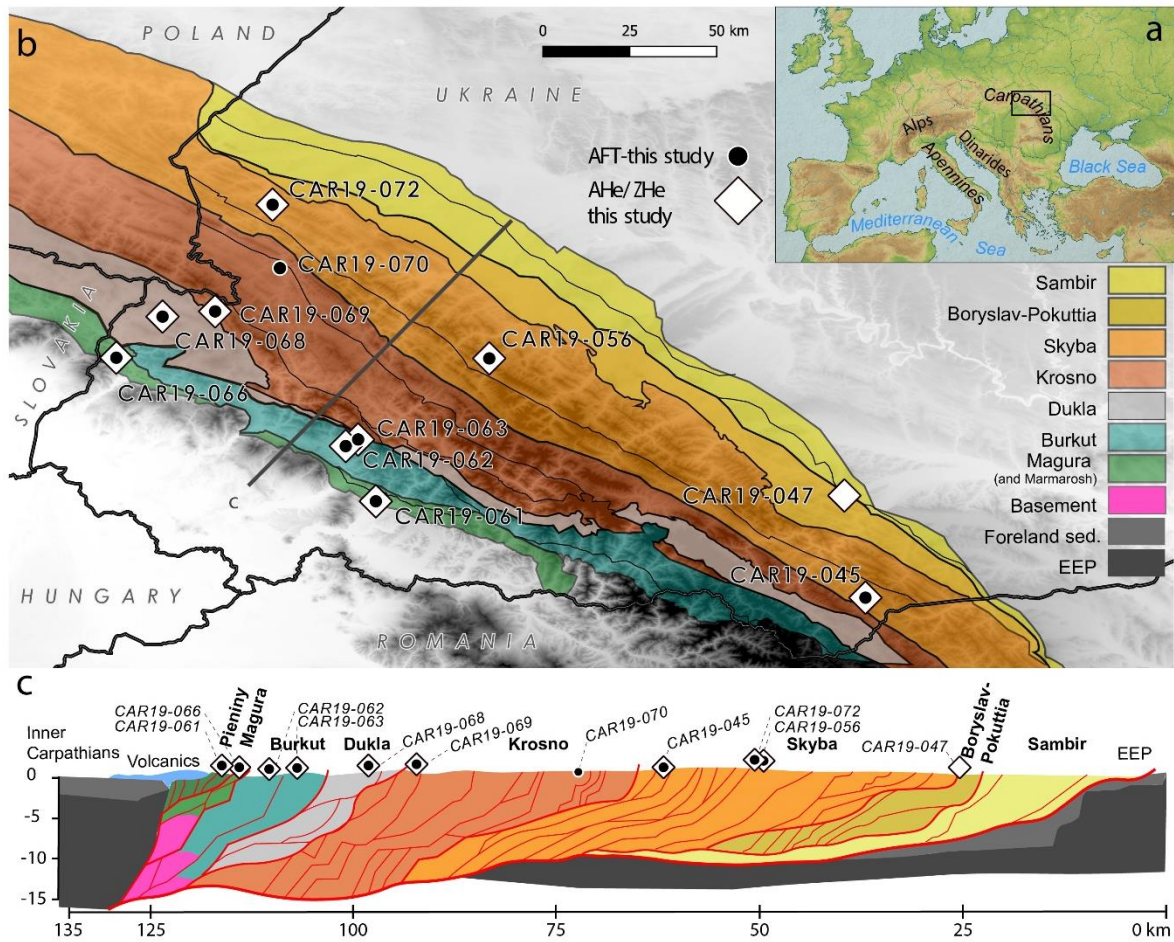 b
POLAND
0 25 50 km
UKRAINE
AFT-this study
AHe/ZHe
this study
CAR19-072
CAR19-070
CAR19-069
CAR19-068
CAR19-066
CAR19-056
CAR19-063
CAR19-062
CAR19-061
CAR19-047
CAR19-045
SLOVAKIA
c
HUNGARY
ROMANIA
a
Carpathians
Alps
Dinarides
Apennines
Black Sea
Mediterranean-
Sea
Sambir
Boryslav-Pokuttia
Skyba
Krosno
Dukla
Burkut
Magura
(and Marmarosh)
Basement
Foreland sed.
EEP
c
Inner
Carpathians
Volcanics
CAR19-066
CAR19-061
Pieniny
Magura
CAR19-062
CAR19-063
Burkut
Dukla
CAR19-068
CAR19-069
Krosno
CAR19-070
CAR19-045
CAR19-072
CAR19-056
Skyba
CAR19-047
Boryslav-
Pokuttia
Sambir
EEP
0
-5
-10
-15
135 125 100 75 50 25 0 km